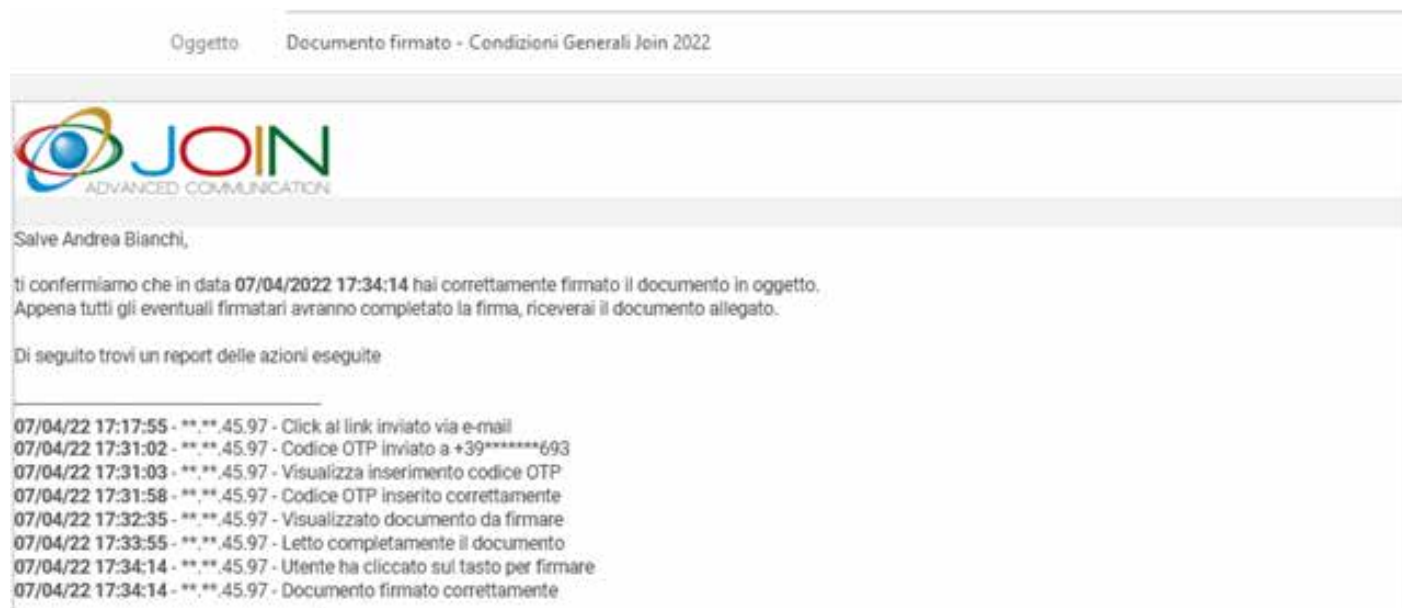 Oggetto Documento firmato - Condizioni Generali Join 2022
JOIN
ADVANCED COMMUNICATION
Salve Andrea Bianchi,
ti confermiamo che in data 07/04/2022 17:34:14 hai correttamente firmato il documento in oggetto.
Appena tutti gli eventuali firmatari avranno completato la firma, riceverai il documento allegato.
Di seguito trovi un report delle azioni eseguite
07/04/22 17:17:55 - **.**.45.97 - Click al link inviato via e-mail
07/04/22 17:31:02 - **.**.45.97 - Codice OTP inviato a +39*******693
07/04/22 17:31:03 - **.**.45.97 - Visualizza inserimento codice OTP
07/04/22 17:31:58 - **.**.45.97 - Codice OTP inserito correttamente
07/04/22 17:32:35 - **.**.45.97 - Visualizzato documento da firmare
07/04/22 17:33:55 - **.**.45.97 - Letto completamente il documento
07/04/22 17:34:14 - **.**.45.97 - Utente ha cliccato sul tasto per firmare
07/04/22 17:34:14 - **.**.45.97 - Documento firmato correttamente